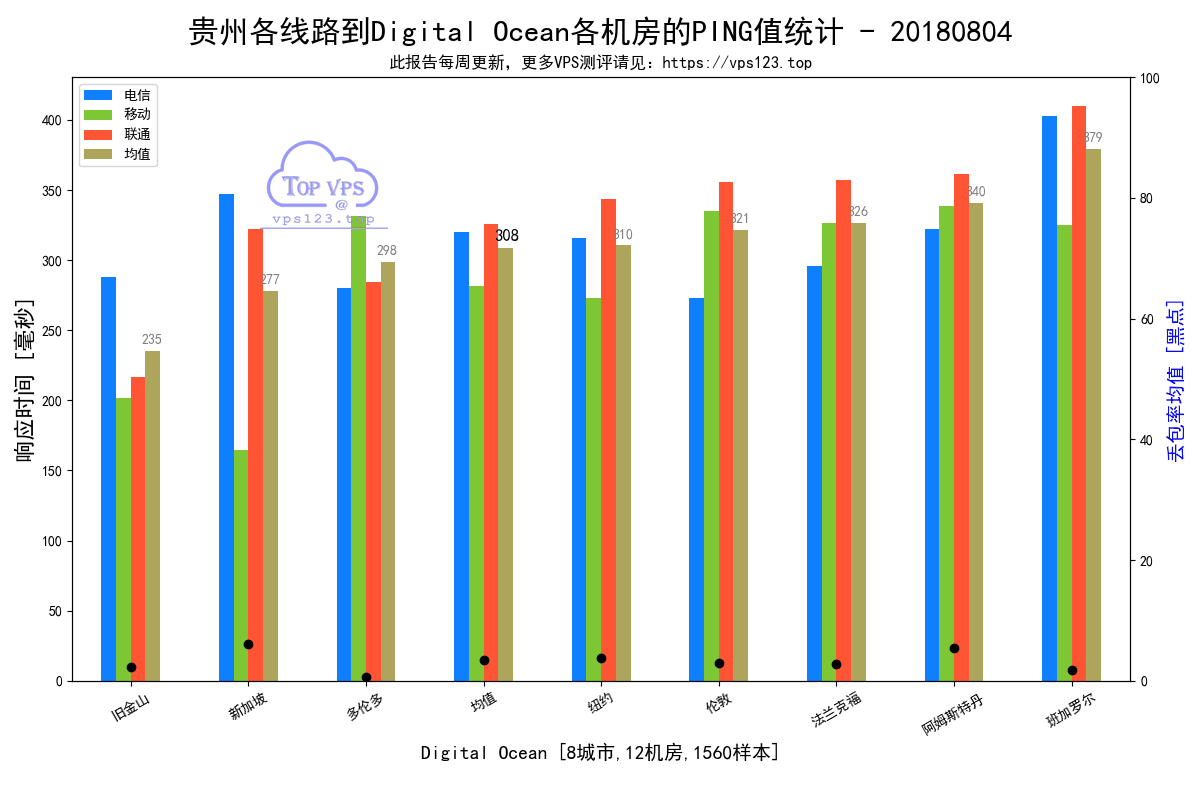 贵州各线路到Digital Ocean各机房的PING值统计 - 20180804
此报告每周更新，更多VPS测评请见：https://vps123.top
电信
移动
联通
均值
TOP VPS
@
vps123.top
响应时间 [毫秒]
0
50
100
150
200
250
300
350
400
235
277
298
308
310
321
326
340
379
0
20
40
60
80
100
丢包率均值 [黑点]
旧金山
新加坡
多伦多
均值
纽约
伦敦
法兰克福
阿姆斯特丹
班加罗尔
Digital Ocean [8城市,12机房,1560样本]